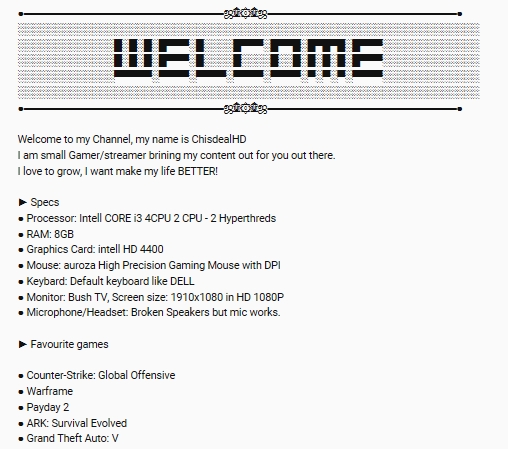 WELCOME
Welcome to my Channel, my name is ChisdealHD
I am small Gamer/streamer brining my content out for you out there.
I love to grow, I want make my life BETTER!
► Specs
● Processor: Intell CORE i3 4CPU 2 CPU - 2 Hyperthreds
● RAM: 8GB
● Graphics Card: intell HD 4400
● Mouse: auroza High Precision Gaming Mouse with DPI
● Keybard: Default keyboard like DELL
● Monitor: Bush TV, Screen size: 1910x1080 in HD 1080P
● Microphone/Headset: Broken Speakers but mic works.
► Favourite games
● Counter-Strike: Global Offensive
● Warframe
● Payday 2
● ARK: Survival Evolved
● Grand Theft Auto: V